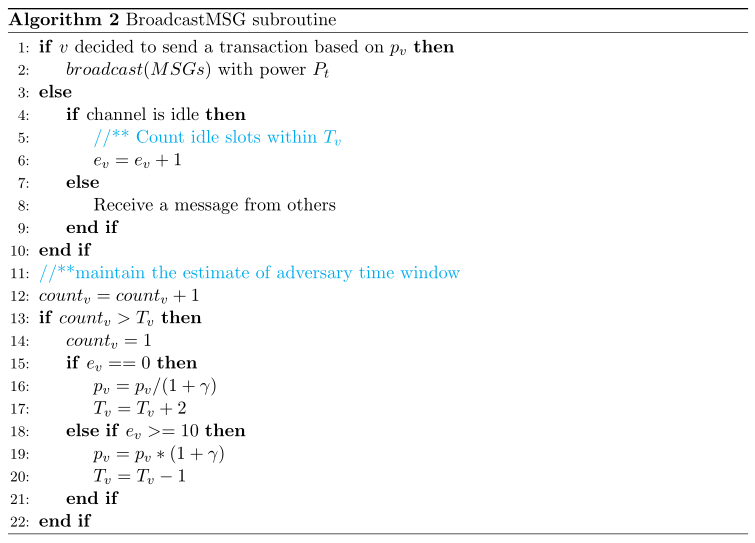 Algorithm 2 BroadcastMSG subroutine
1: if v decided to send a transaction based on p_v then
2: broadcast(MSGs) with power P_t
3: else
4: if channel is idle then
5: //** Count idle slots within T_v
6: e_v = e_v + 1
7: else
8: Receive a message from others
9: end if
10: end if
11: //**maintain the estimate of adversary time window
12: count_v = count_v + 1
13: if count_v > T_v then
14: count_v = 1
15: if e_v == 0 then
16: p_v = p_v/(1 + γ)
17: T_v = T_v + 2
18: else if e_v >= 10 then
19: p_v = p_v * (1 + γ)
20: T_v = T_v − 1
21: end if
22: end if